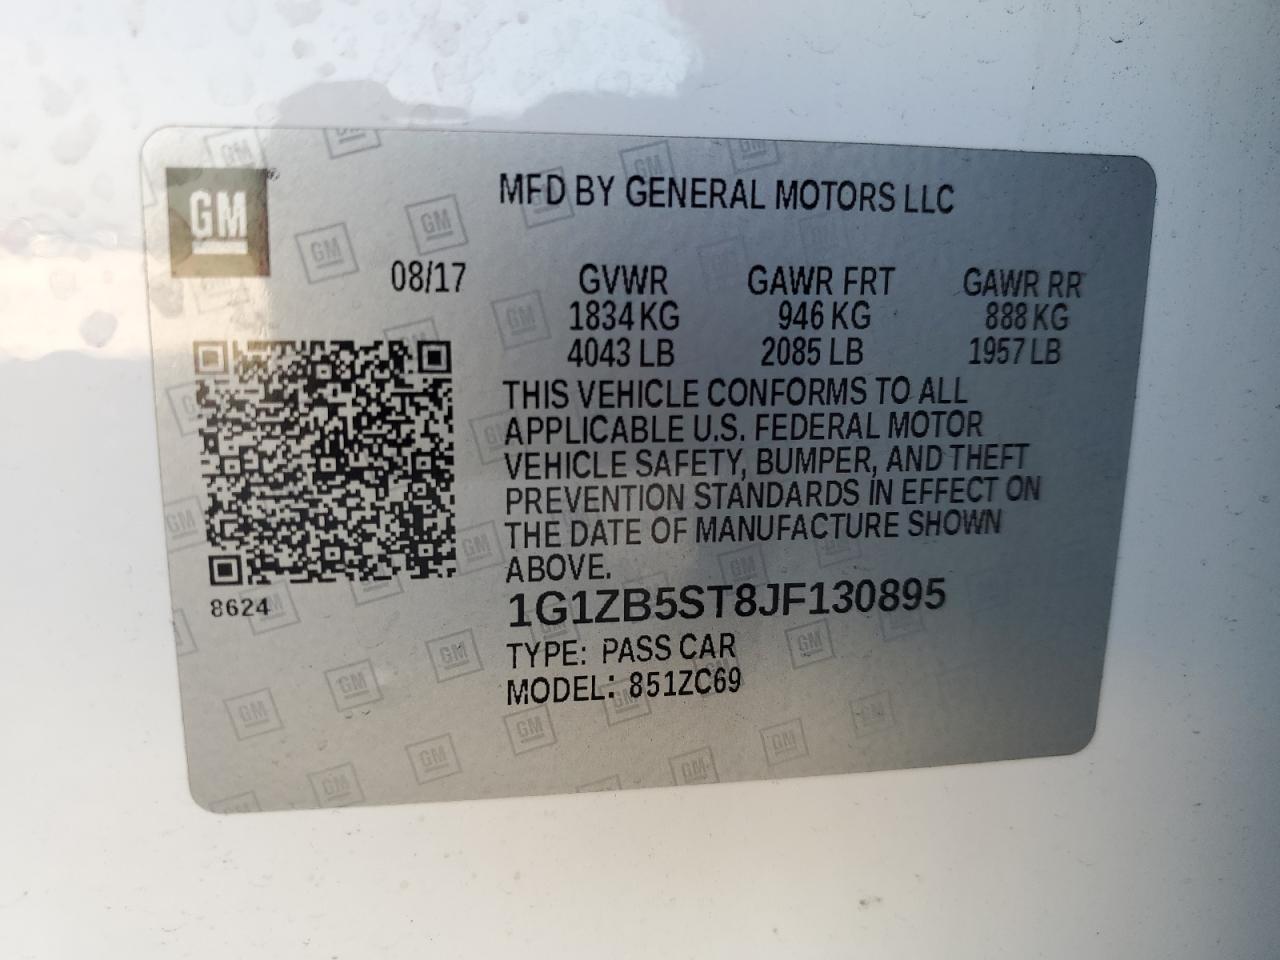 GM
MFD BY GENERAL MOTORS LLC
08/17 GVWR GAWR FRT GAWR RR
1834 KG 946 KG 888 KG
4043 LB 2085 LB 1957 LB
THIS VEHICLE CONFORMS TO ALL
APPLICABLE U.S. FEDERAL MOTOR
VEHICLE SAFETY, BUMPER, AND THEFT
PREVENTION STANDARDS IN EFFECT ON
THE DATE OF MANUFACTURE SHOWN
ABOVE.
8624
1G1ZB5ST8JF130895
TYPE: PASS CAR
MODEL: 851ZC69